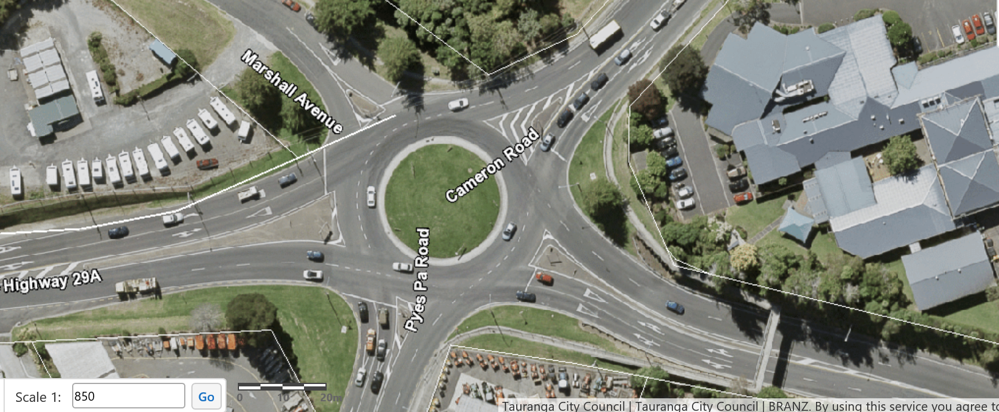 Marshall Avenue
Cameron Road
Pyes Pa Road
Highway 29A
Scale 1: 850 Go
0 10 20m
Tauranga City Council | Tauranga City Council | BRANZ. By using this service you agree t